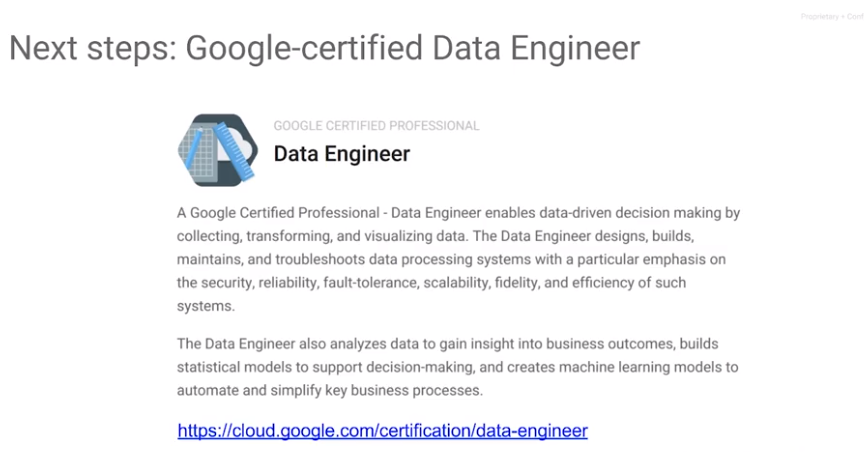 Proprietary + Conf
Next steps: Google-certified Data Engineer
GOOGLE CERTIFIED PROFESSIONAL
Data Engineer
A Google Certified Professional - Data Engineer enables data-driven decision making by
collecting, transforming, and visualizing data. The Data Engineer designs, builds,
maintains, and troubleshoots data processing systems with a particular emphasis on
the security, reliability, fault-tolerance, scalability, fidelity, and efficiency of such
systems.
The Data Engineer also analyzes data to gain insight into business outcomes, builds
statistical models to support decision-making, and creates machine learning models to
automate and simplify key business processes.
https://cloud.google.com/certification/data-engineer